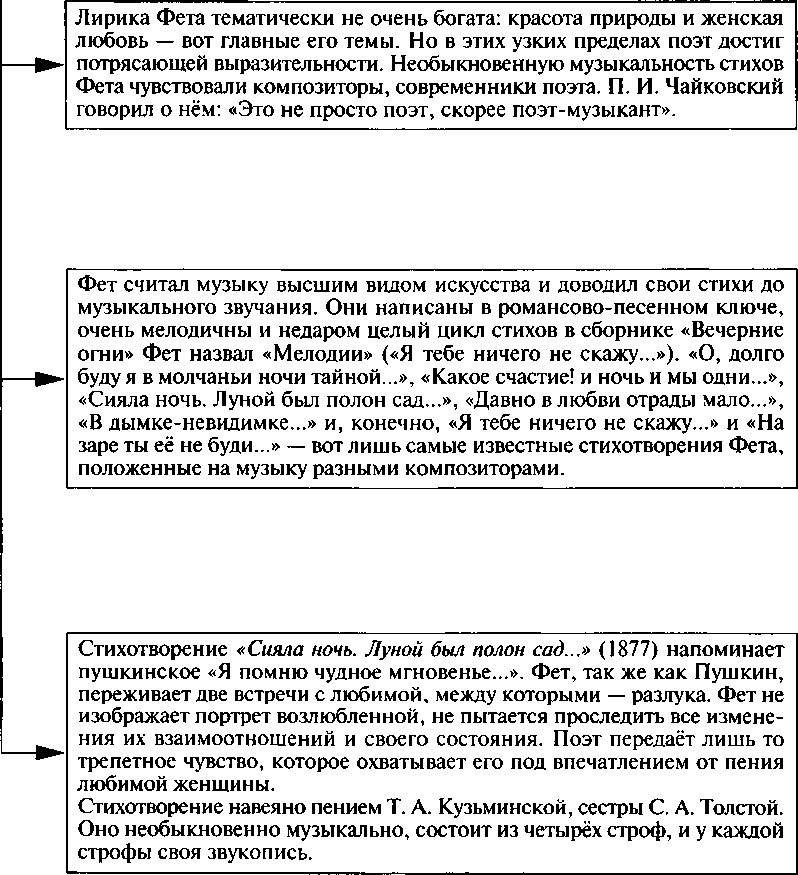 Лирика Фета тематически не очень богата: красота природы и женская
любовь — вот главные его темы. Но в этих узких пределах поэт достиг
потрясающей выразительности. Необыкновенную музыкальность стихов
Фета чувствовали композиторы, современники поэта. П. И. Чайковский
говорил о нём: «Это не просто поэт, скорее поэт-музыкант».
Фет считал музыку высшим видом искусства и доводил свои стихи до
музыкального звучания. Они написаны в романсово-песенном ключе,
очень мелодичны и недаром целый цикл стихов в сборнике «Вечерние
огни» Фет назвал «Мелодии» («Я тебе ничего не скажу...»). «О, долго
буду я в молчаньи ночи тайной...», «Какое счастие! и ночь и мы одни...»,
«Сияла ночь. Луной был полон сад...», «Давно в любви отрады мало...»,
«В дымке-невидимке...» и, конечно, «Я тебе ничего не скажу...» и «На
заре ты её не буди...» — вот лишь самые известные стихотворения Фета,
положенные на музыку разными композиторами.
Стихотворение «Сияла ночь. Луной был полон сад...» (1877) напоминает
пушкинское «Я помню чудное мгновенье...». Фет, так же как Пушкин,
переживает две встречи с любимой, между которыми — разлука. Фет не
изображает портрет возлюбленной, не пытается проследить все измене-
ния их взаимоотношений и своего состояния. Поэт передаёт лишь то
трепетное чувство, которое охватывает его под впечатлением от пения
любимой женщины.
Стихотворение навеяно пением Т. А. Кузьминской, сестры С. А. Толстой.
Оно необыкновенно музыкально, состоит из четырёх строф, и у каждой
строфы своя звукопись.